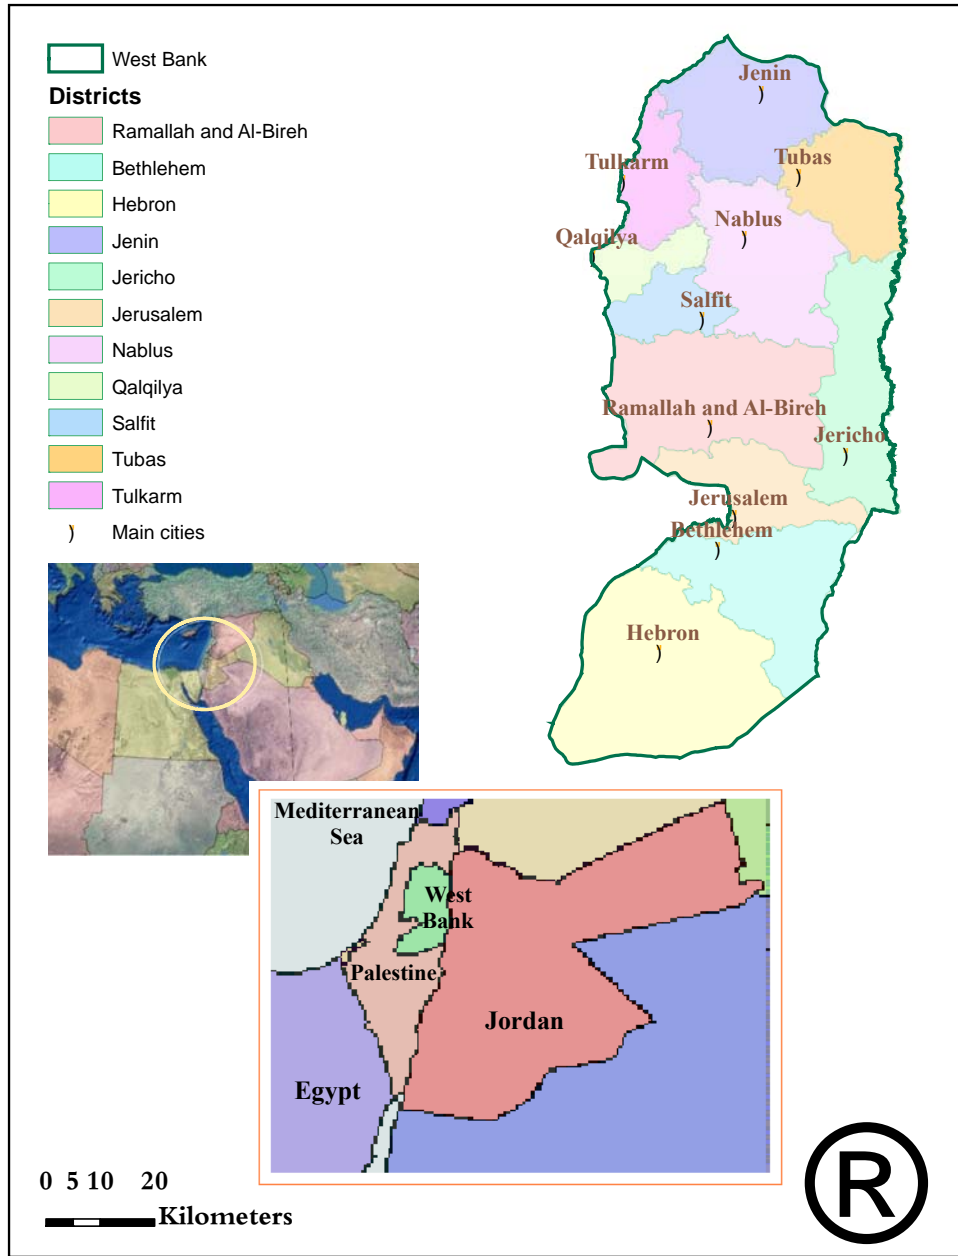 West Bank
Districts
Ramallah and Al-Bireh
Bethlehem
Hebron
Jenin
Jericho
Jerusalem
Nablus
Qalqilya
Salfit
Tubas
Tulkarm
Main cities
Jenin
Tulkarm
Tubas
Nablus
Qalqilya
Salfit
Ramallah and Al-Bireh
Jericho
Jerusalem
Bethlehem
Hebron
Mediterranean
Sea
West
Bank
Palestine
Jordan
Egypt
0 5 10 20
Kilometers
®